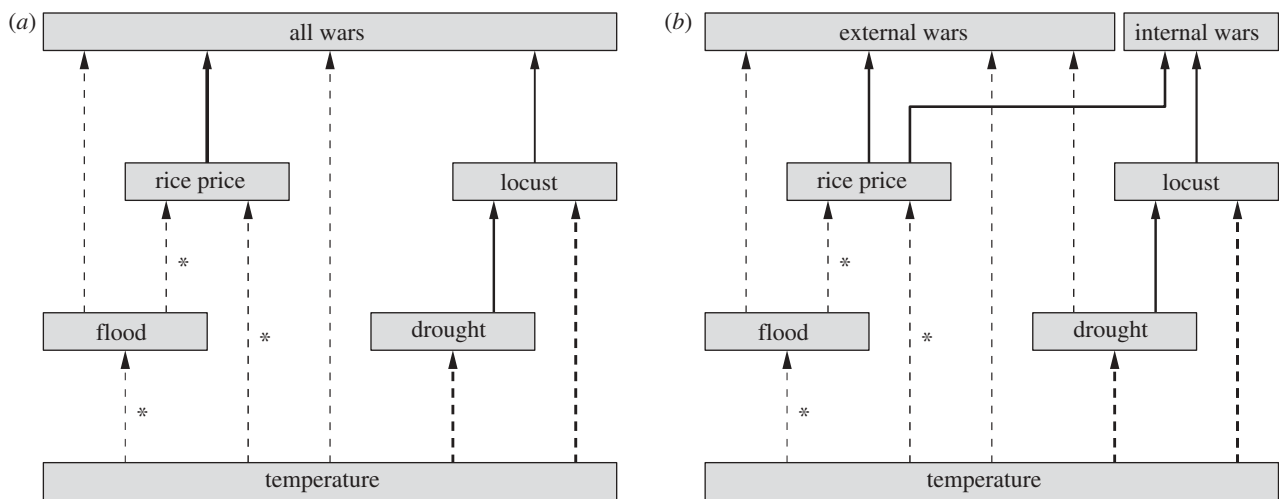 (a)
all wars
rice price
locust
*
flood
drought
*
*
temperature
(b)
external wars
internal wars
rice price
locust
*
flood
drought
*
*
temperature